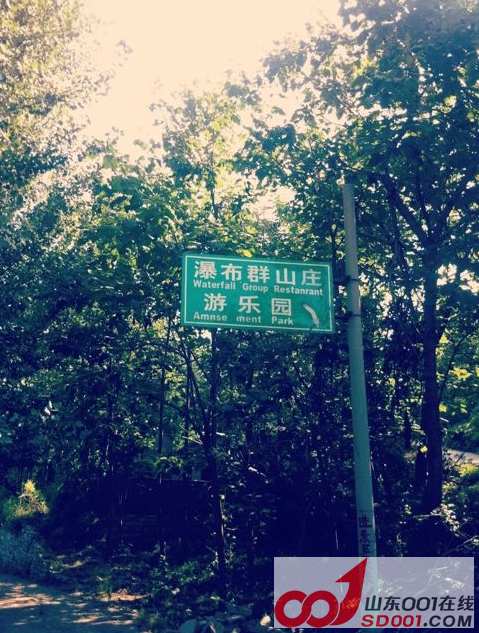 瀑布群山庄
Waterfall Group Restanrant
游乐园
Amnse ment Park
山东001在线
SD001.COM